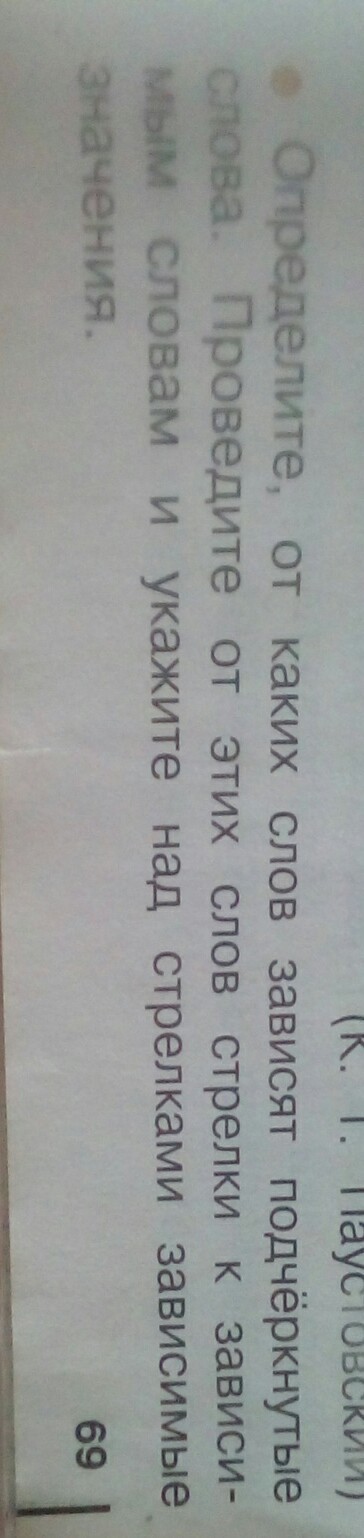 (К. Г. Паустовский)
Определите, от каких слов зависят подчёркнутые
слова. Проведите от этих слов стрелки к зависи-
мым словам и укажите над стрелками зависимые
значения.
69